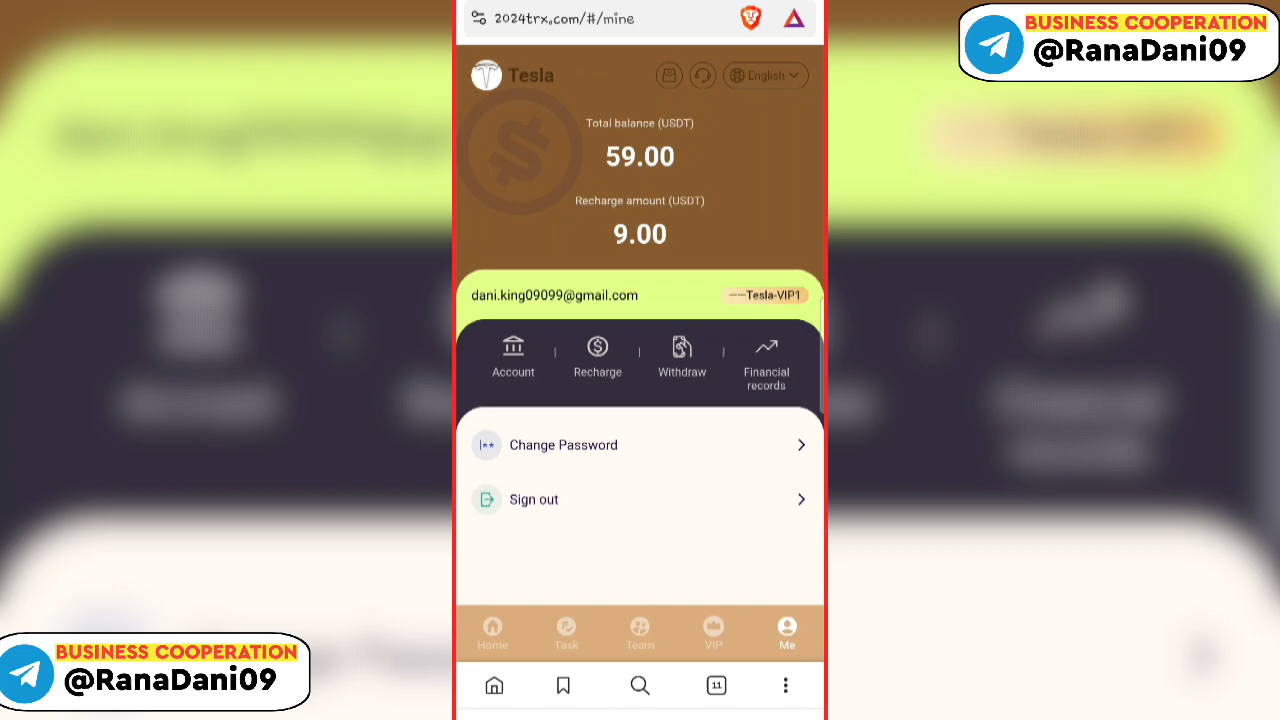 2024trx.com/#/mine
BUSINESS COOPERATION
@RanaDani09
Tesla
English
Total balance (USDT)
59.00
Recharge amount (USDT)
9.00
dani.king09099@gmail.com
——Tesla-VIP1
Account
Recharge
Withdraw
Financial
records
Change Password
Sign out
Home
Task
Team
VIP
Me
11
BUSINESS COOPERATION
@RanaDani09